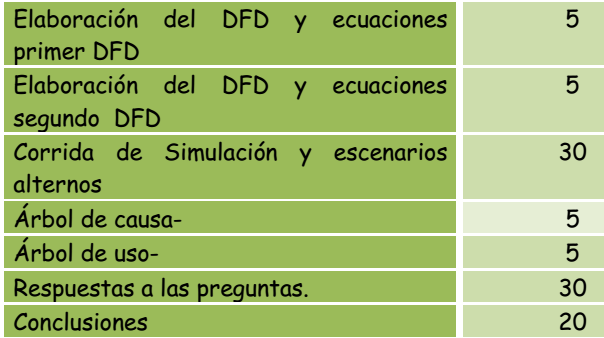 Elaboración del DFD y ecuaciones 5
primer DFD
Elaboración del DFD y ecuaciones 5
segundo DFD
Corrida de Simulación y escenarios 30
alternos
Árbol de causa- 5
Árbol de uso- 5
Respuestas a las preguntas. 30
Conclusiones 20